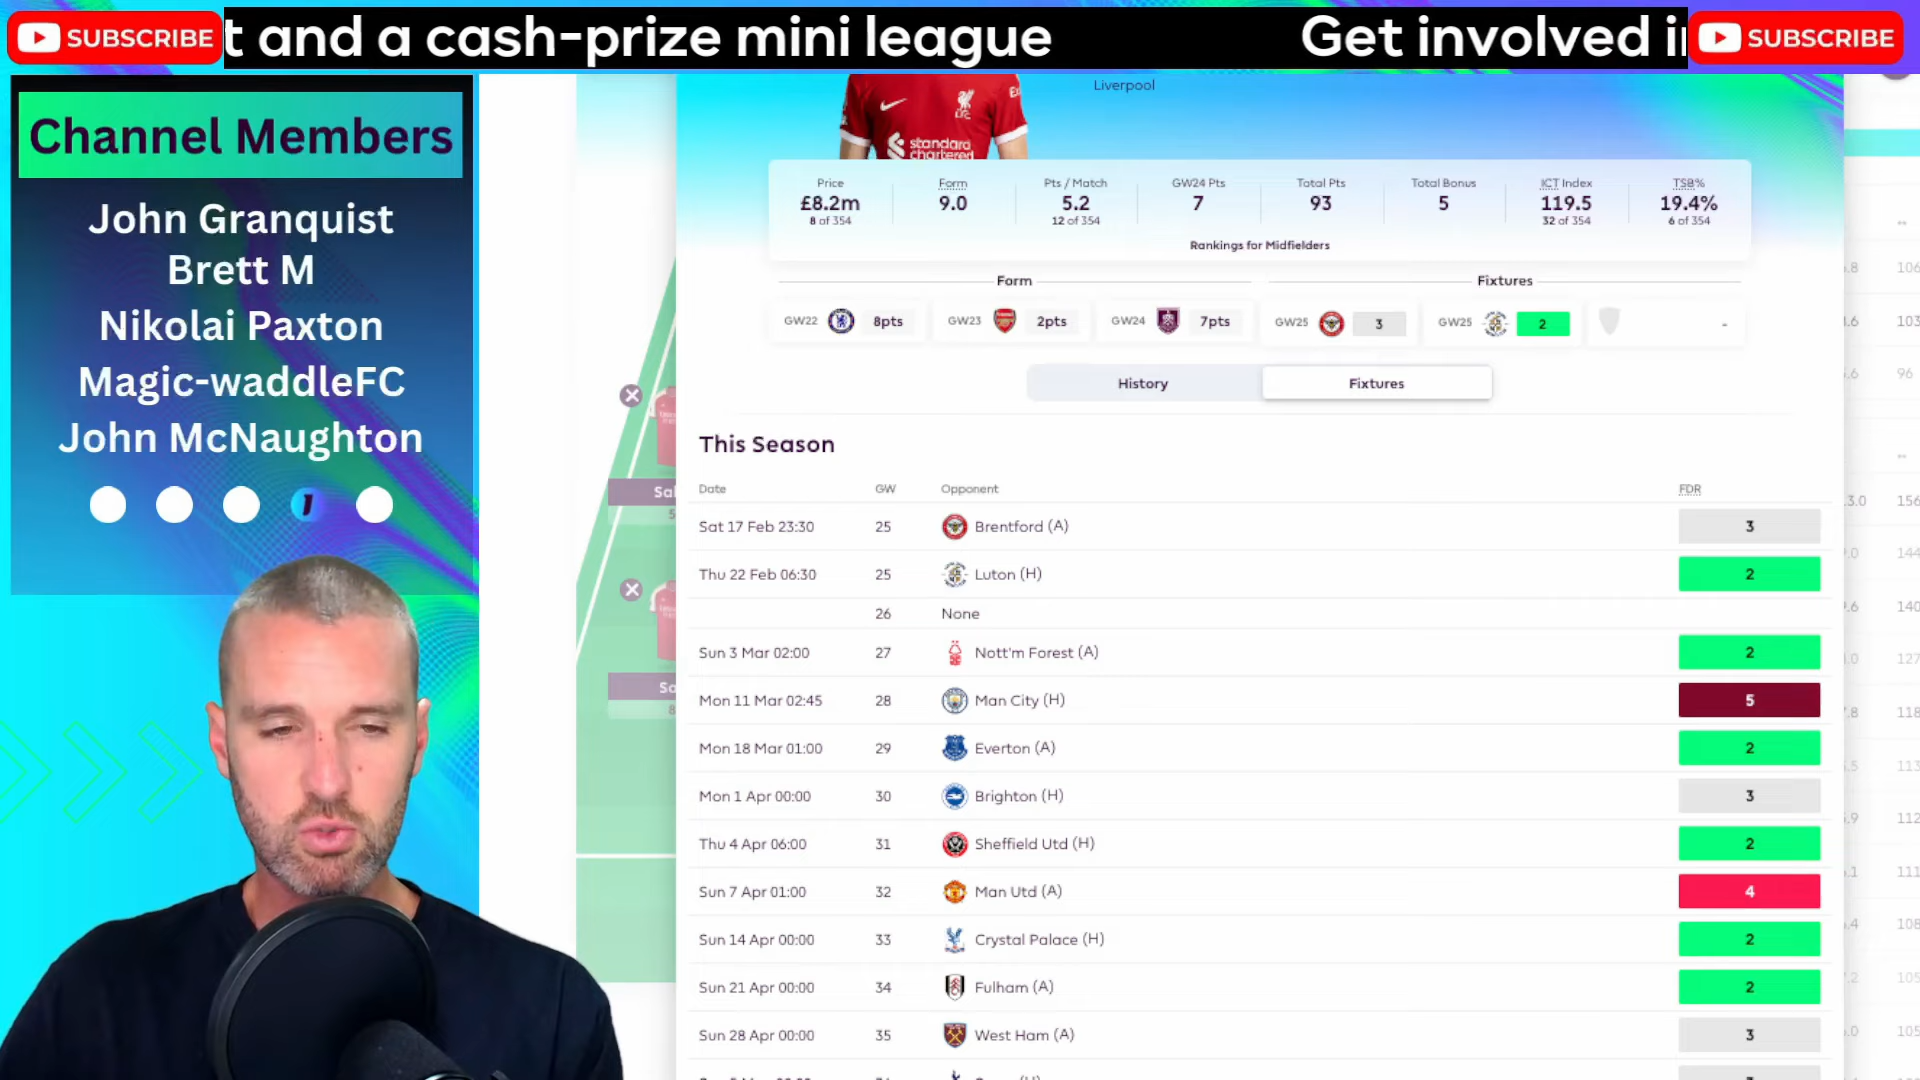 SUBSCRIBE
t and a cash-prize mini league
Get involved i
SUBSCRIBE
Channel Members
John Granquist
Brett M
Nikolai Paxton
Magic-waddleFC
John McNaughton
Liverpool
standard
chartered
Price Form Pts / Match GW24 Pts Total Pts Total Bonus ICT Index TSB%
£8.2m 9.0 5.2 7 93 5 119.5 19.4%
8 of 354 12 of 354 32 of 354 6 of 354
Rankings for Midfielders
Form Fixtures
GW22 8pts GW23 2pts GW24 7pts GW25 3 GW25 2 -
History Fixtures
This Season
Date GW Opponent FDR
Sat 17 Feb 23:30 25 Brentford (A) 3
Thu 22 Feb 06:30 25 Luton (H) 2
26 None
Sun 3 Mar 02:00 27 Nott'm Forest (A) 2
Mon 11 Mar 02:45 28 Man City (H) 5
Mon 18 Mar 01:00 29 Everton (A) 2
Mon 1 Apr 00:00 30 Brighton (H) 3
Thu 4 Apr 06:00 31 Sheffield Utd (H) 2
Sun 7 Apr 01:00 32 Man Utd (A) 4
Sun 14 Apr 00:00 33 Crystal Palace (H) 2
Sun 21 Apr 00:00 34 Fulham (A) 2
Sun 28 Apr 00:00 35 West Ham (A) 3